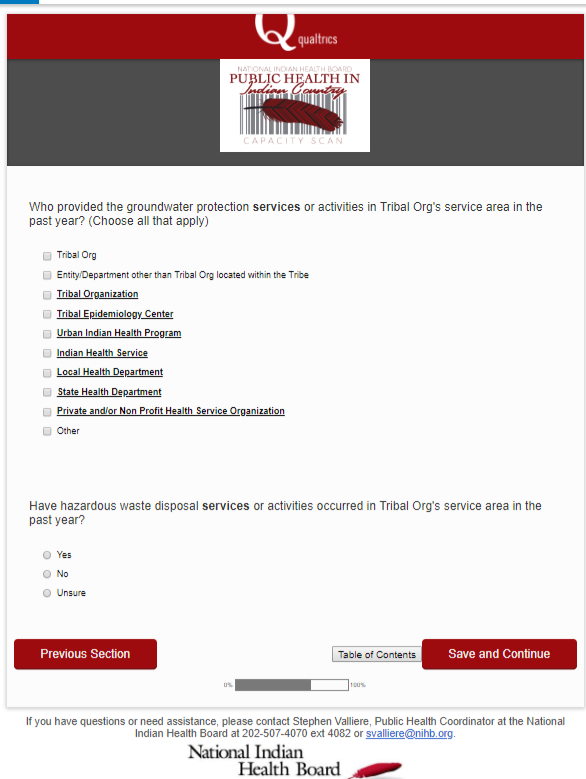 qualtrics
NATIONAL INDIAN HEALTH BOARD
PUBLIC HEALTH IN
Indian Country
CAPACITY SCAN
Who provided the groundwater protection services or activities in Tribal Org's service area in the
past year? (Choose all that apply)
Tribal Org
Entity/Department other than Tribal Org located within the Tribe
Tribal Organization
Tribal Epidemiology Center
Urban Indian Health Program
Indian Health Service
Local Health Department
State Health Department
Private and/or Non Profit Health Service Organization
Other
Have hazardous waste disposal services or activities occurred in Tribal Org's service area in the
past year?
Yes
No
Unsure
Previous Section
Table of Contents
Save and Continue
0% 100%
If you have questions or need assistance, please contact Stephen Valliere, Public Health Coordinator at the National
Indian Health Board at 202-507-4070 ext 4082 or svalliere@nihb.org.
National Indian
Health Board